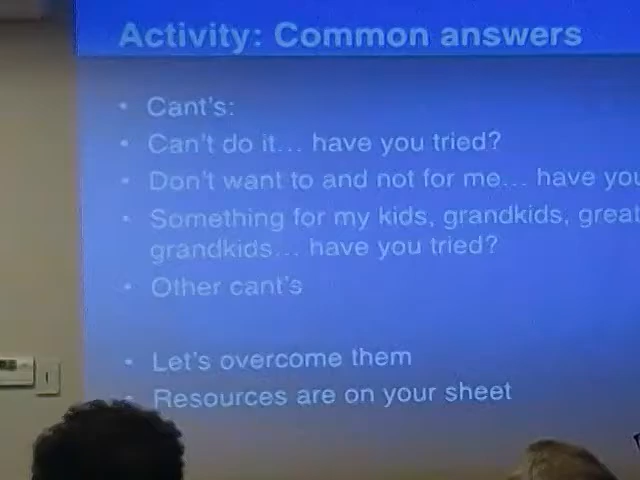 Activity: Common answers
• Cant's:
• Can't do it... have you tried?
• Don't want to and not for me... have you
• Something for my kids, grandkids, great
grandkids... have you tried?
• Other cant's
• Let's overcome them
• Resources are on your sheet